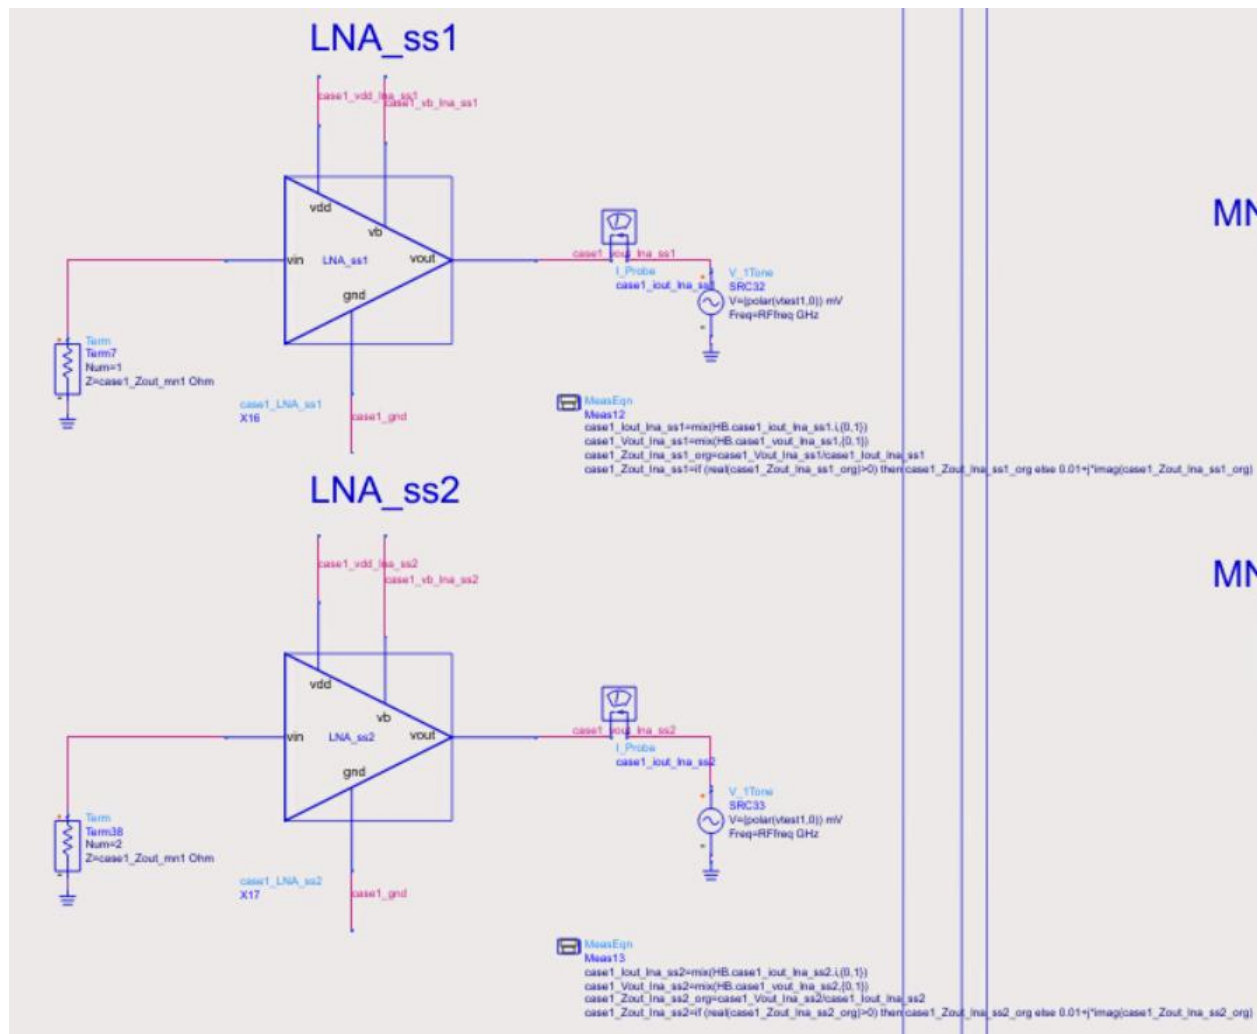 LNA_ss1
case1_vdd_lna_ss1
case1_vb_lna_ss1
MN
vdd
vb
vin
LNA_ss1
vout
gnd
case1_vout_lna_ss1
I_Probe
case1_iout_lna_ss1
V_1Tone
SRC32
V=(polar(vtest1,0)) mV
Freq=RFfreq GHz
Term
Term7
Num=1
Z=case1_Zout_mn1 Ohm
case1_LNA_ss1
X16
case1_gnd
MeasEqn
Meas12
case1_Iout_lna_ss1=mix(HB.case1_iout_lna_ss1.i,{0,1})
case1_Vout_lna_ss1=mix(HB.case1_vout_lna_ss1,{0,1})
case1_Zout_lna_ss1_org=case1_Vout_lna_ss1/case1_Iout_lna_ss1
case1_Zout_lna_ss1=if (real(case1_Zout_lna_ss1_org)>0) then case1_Zout_lna_ss1_org else 0.01+j*imag(case1_Zout_lna_ss1_org)
LNA_ss2
case1_vdd_lna_ss2
case1_vb_lna_ss2
MN
vdd
vb
vin
LNA_ss2
vout
gnd
case1_vout_lna_ss2
I_Probe
case1_iout_lna_ss2
V_1Tone
SRC33
V=(polar(vtest1,0)) mV
Freq=RFfreq GHz
Term
Term38
Num=2
Z=case1_Zout_mn1 Ohm
case1_LNA_ss2
X17
case1_gnd
MeasEqn
Meas13
case1_Iout_lna_ss2=mix(HB.case1_iout_lna_ss2.i,{0,1})
case1_Vout_lna_ss2=mix(HB.case1_vout_lna_ss2,{0,1})
case1_Zout_lna_ss2_org=case1_Vout_lna_ss2/case1_Iout_lna_ss2
case1_Zout_lna_ss2=if (real(case1_Zout_lna_ss2_org)>0) then case1_Zout_lna_ss2_org else 0.01+j*imag(case1_Zout_lna_ss2_org)